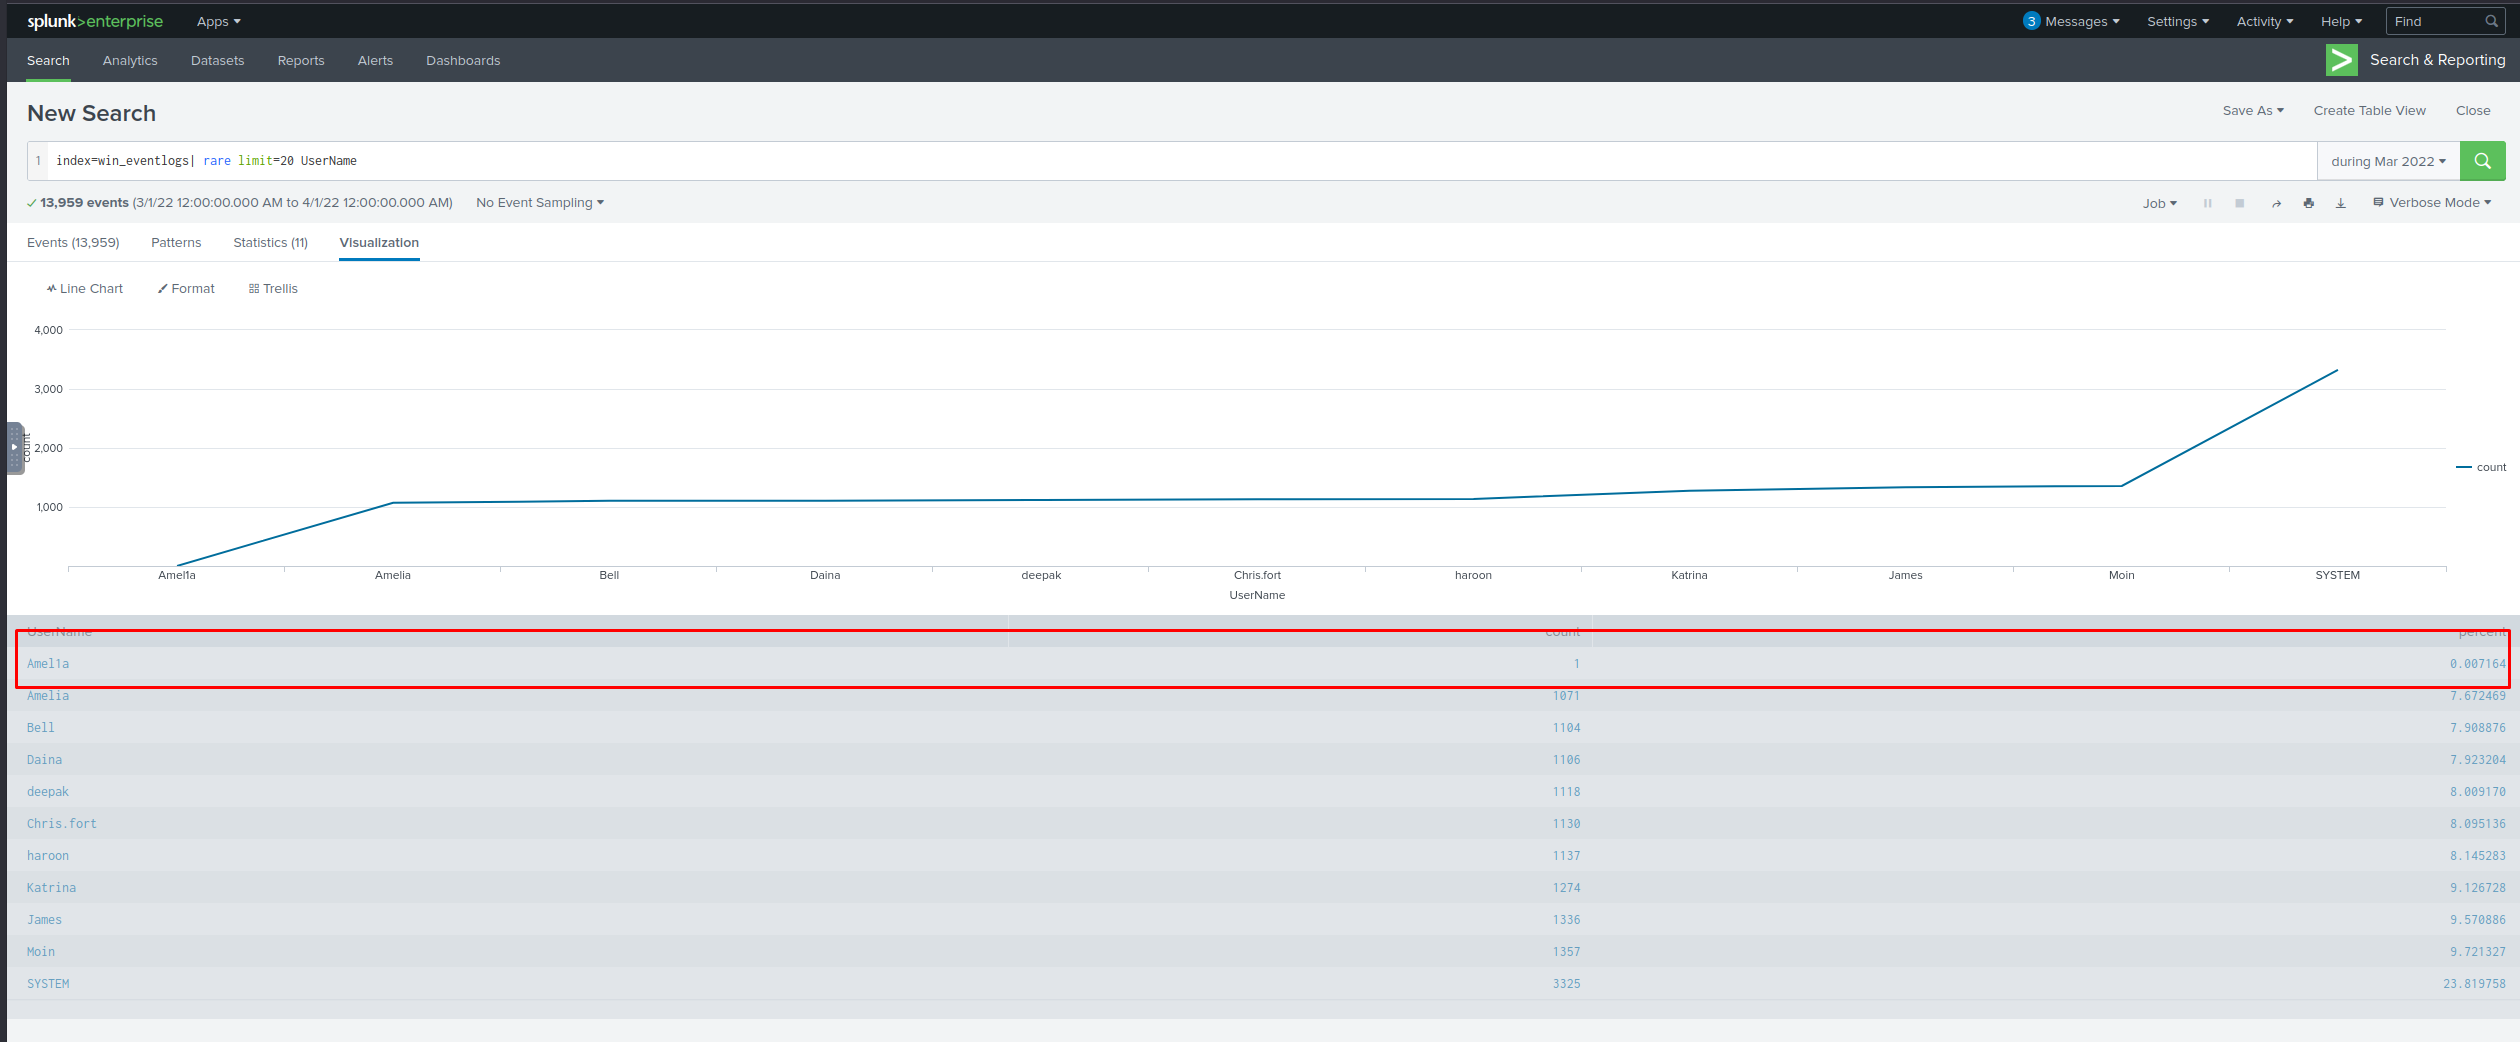 splunk>enterprise Apps 3 Messages Settings Activity Help Find
Search Analytics Datasets Reports Alerts Dashboards Search & Reporting
New Search Save As Create Table View Close
1 index=win_eventlogs| rare limit=20 UserName during Mar 2022
13,959 events (3/1/22 12:00:00.000 AM to 4/1/22 12:00:00.000 AM) No Event Sampling Job Verbose Mode
Events (13,959) Patterns Statistics (11) Visualization
Line Chart Format Trellis
4,000
3,000
count
2,000
count
1,000
Amel1a Amelia Bell Daina deepak Chris.fort haroon Katrina James Moin SYSTEM
UserName
UserName count percent
Amel1a 1 0.007164
Amelia 1071 7.672469
Bell 1104 7.908876
Daina 1106 7.923204
deepak 1118 8.009170
Chris.fort 1130 8.095136
haroon 1137 8.145283
Katrina 1274 9.126728
James 1336 9.570886
Moin 1357 9.721327
SYSTEM 3325 23.819758